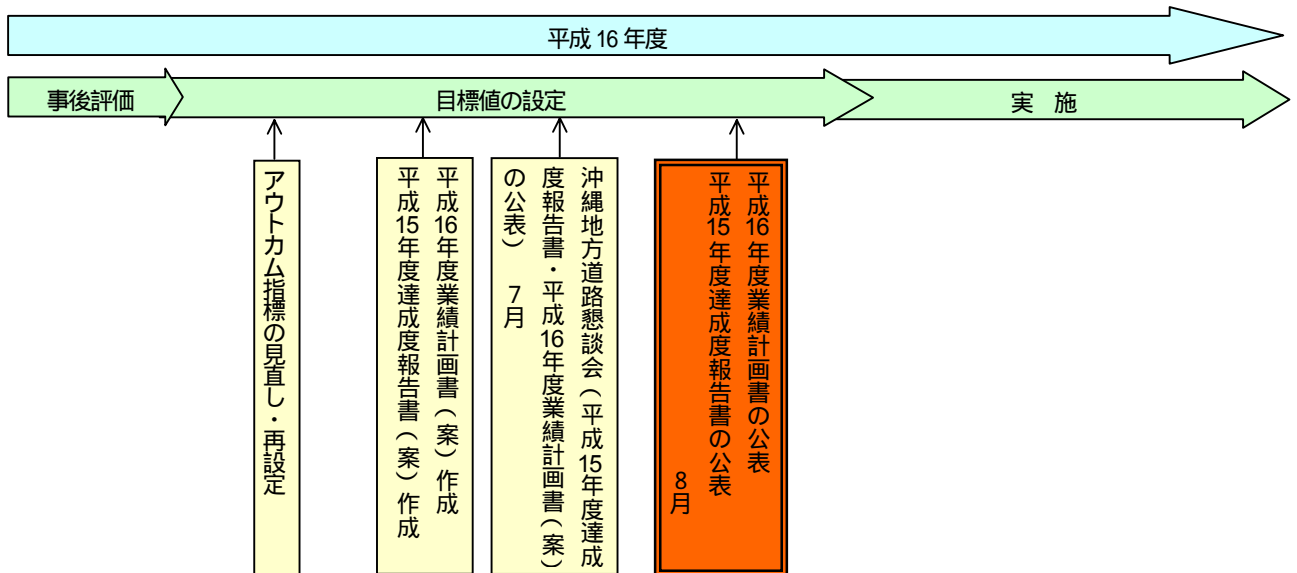 平成16年度
事後評価
目標値の設定
実 施
アウトカム指標の見直し・再設定
平成16年度業績計画書(案)作成
平成15年度達成度報告書(案)作成
沖縄地方道路懇談会(平成15年度達成
度報告書・平成16年度業績計画書(案)
の公表) 7月
平成16年度業績計画書の公表
平成15年度達成度報告書の公表
8月